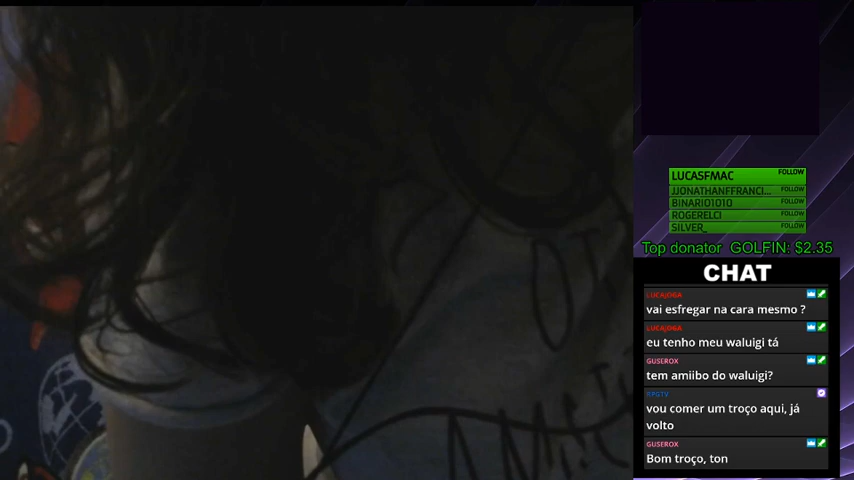 LUCASFMAC FOLLOW
JJONATHANFFRANCI... FOLLOW
BINARIO1010 FOLLOW
ROGERELCI FOLLOW
SILVER_ FOLLOW
Top donator GOLFIN: $2.35
CHAT
LUCAJOGA
vai esfregar na cara mesmo ?
LUCAJOGA
eu tenho meu waluigi tá
GUSEROX
tem amiibo do waluigi?
RPGTV
vou comer um troço aqui, já
volto
GUSEROX
Bom troço, ton